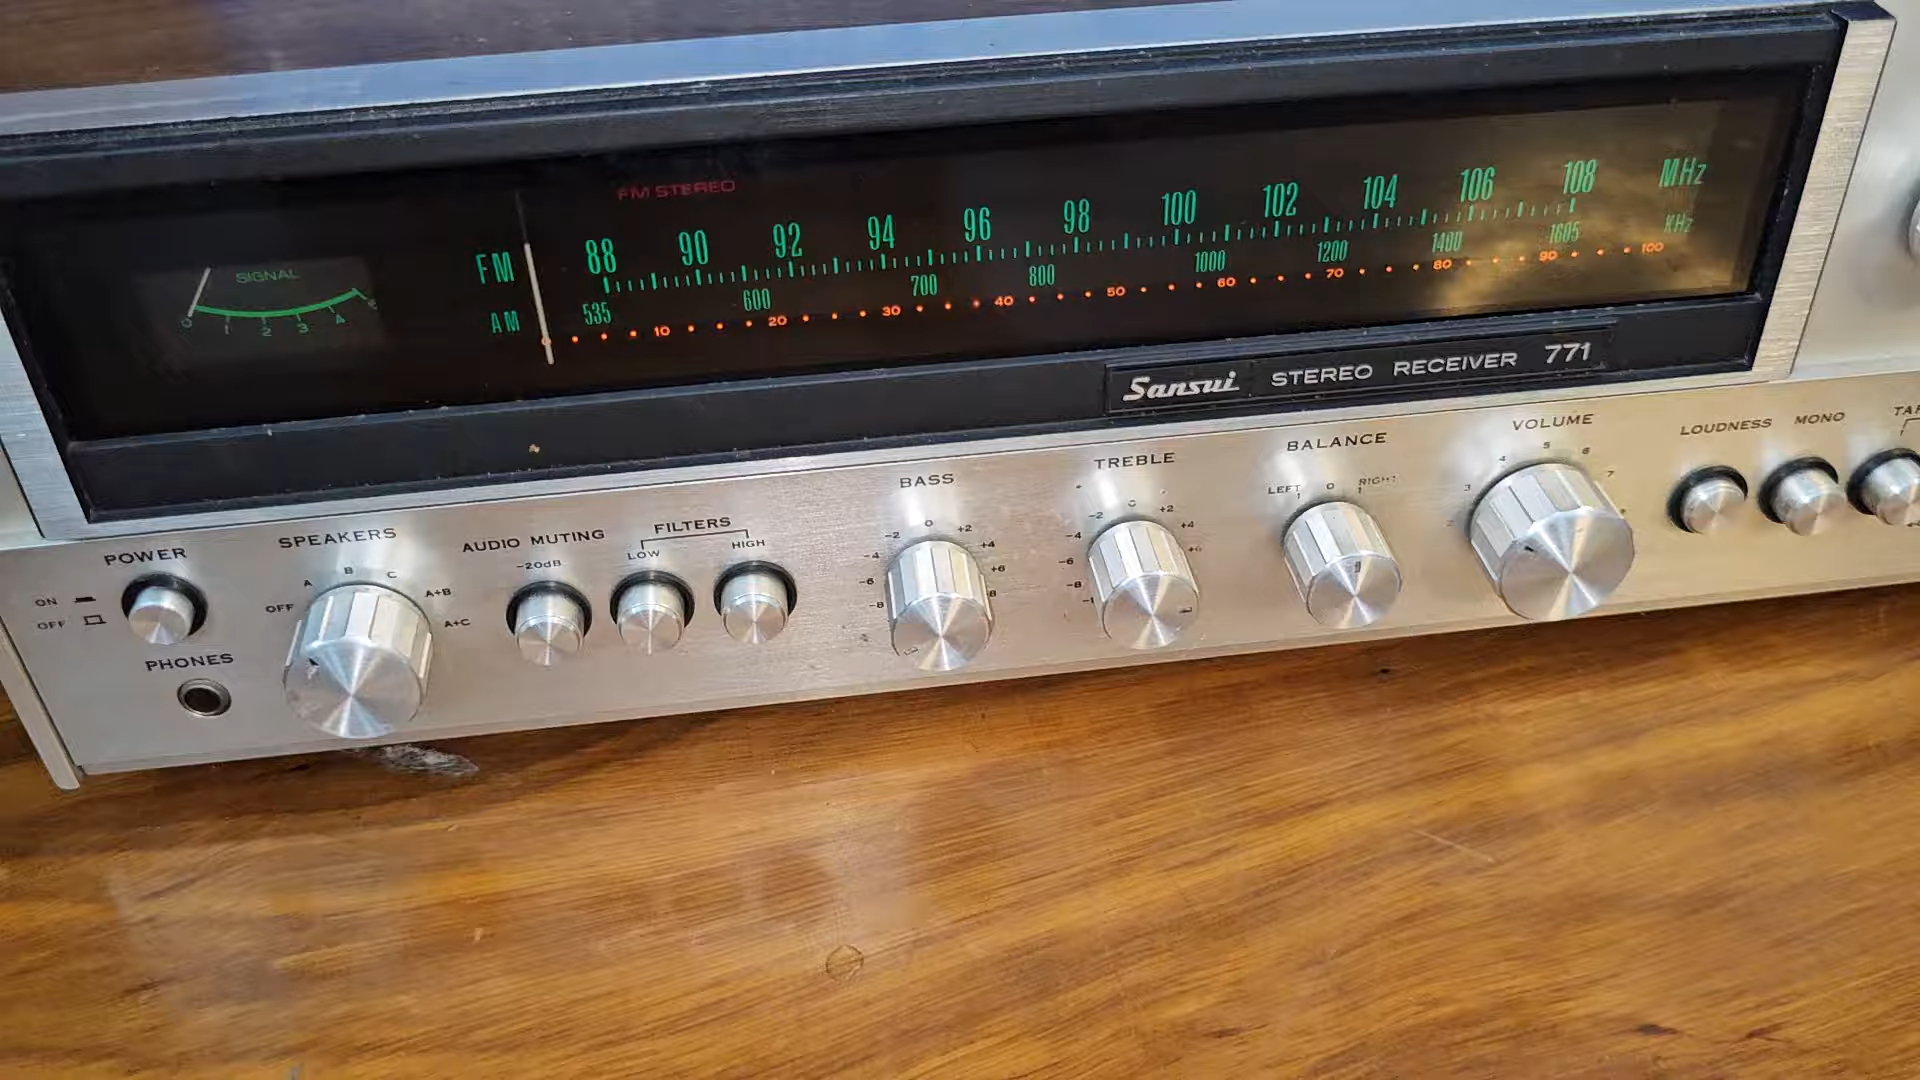 FM STEREO
SIGNAL
0 1 2 3 4
FM 88 90 92 94 96 98 100 102 104 106 108 MHz
AM 535 600 700 800 1000 1200 1400 1605 KHz
10 20 30 40 50 60 70 80 90 100
Sansui STEREO RECEIVER 771
POWER
ON
OFF
PHONES
SPEAKERS
OFF A B C A+B A+C
AUDIO MUTING
-20dB
FILTERS
LOW HIGH
BASS
-8 -6 -4 -2 0 +2 +4 +6 8
TREBLE
-8 -6 -4 -2 0 +2 +4
BALANCE
LEFT 0 RIGHT
VOLUME
2 3 4 5 6 7
LOUDNESS
MONO